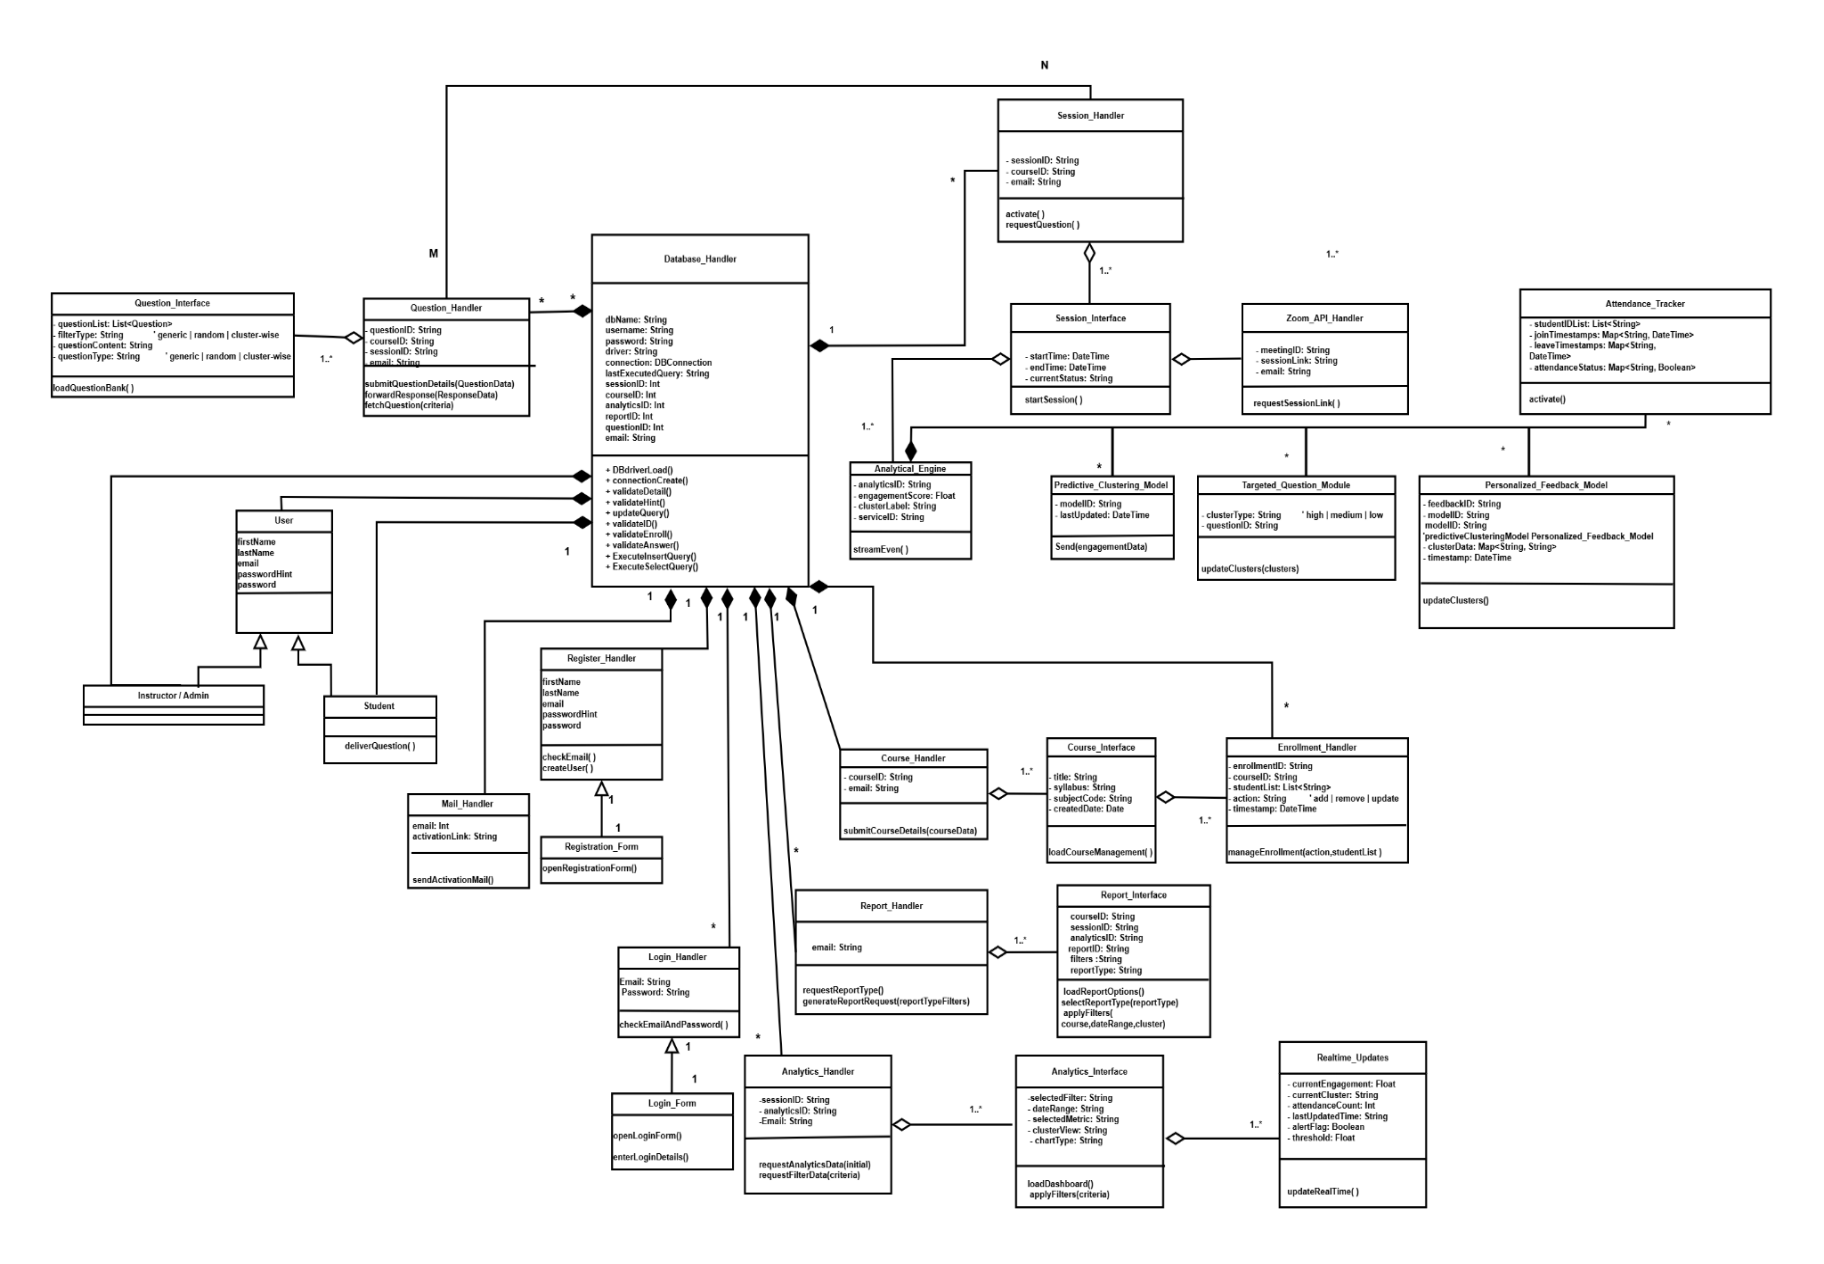 N
Session_Handler
- sessionID: String
- courseID: String
- email: String
activate( )
requestQuestion( )
*
M
1..*
1..*
Database_Handler
dbName: String
username: String
password: String
driver: String
connection: DBConnection
lastExecutedQuery: String
sessionID: Int
courseID: Int
analyticsID: Int
reportID: Int
questionID: Int
email: String
+ DBdriverLoad()
+ connectionCreate()
+ validateDetail()
+ validateHint()
+ updateQuery()
+ validateID()
+ validateEnroll()
+ validateAnswer()
+ ExecuteInsertQuery()
+ ExecuteSelectQuery()
Question_Interface
- questionList: List<Question>
- filterType: String ' generic | random | cluster-wise
- questionContent: String
- questionType: String ' generic | random | cluster-wise
loadQuestionBank( )
1..*
Question_Handler
- questionID: String
- courseID: String
- sessionID: String
- email: String
submitQuestionDetails(QuestionData)
forwardResponse(ResponseData)
fetchQuestion(criteria)
*
*
1
Session_Interface
- startTime: DateTime
- endTime: DateTime
- currentStatus: String
startSession( )
Zoom_API_Handler
- meetingID: String
- sessionLink: String
- email: String
requestSessionLink( )
Attendance_Tracker
- studentIDList: List<String>
- joinTimestamps: Map<String, DateTime>
- leaveTimestamps: Map<String,
DateTime>
- attendanceStatus: Map<String, Boolean>
activate()
1..*
*
*
*
*
Analytical_Engine
- analyticsID: String
- engagementScore: Float
- clusterLabel: String
- serviceID: String
streamEven( )
Predictive_Clustering_Model
- modelID: String
- lastUpdated: DateTime
Send(engagementData)
Targeted_Question_Module
- clusterType: String ' high | medium | low
- questionID: String
updateClusters(clusters)
Personalized_Feedback_Model
- feedbackID: String
- modelID: String
modelID: String
'predictiveClusteringModel Personalized_Feedback_Model
- clusterData: Map<String, String>
- timestamp: DateTime
updateClusters()
User
firstName
lastName
email
passwordHint
password
1
1
1
1
1
1
1
Instructor / Admin
Student
deliverQuestion( )
Register_Handler
firstName
lastName
email
passwordHint
password
checkEmail( )
createUser( )
1
1
Registration_Form
openRegistrationForm()
Mail_Handler
email: Int
activationLink: String
sendActivationMail()
*
Course_Handler
- courseID: String
- email: String
submitCourseDetails(courseData)
1..*
Course_Interface
- title: String
- syllabus: String
- subjectCode: String
- createdDate: Date
loadCourseManagement( )
1..*
Enrollment_Handler
- enrollmentID: String
- courseID: String
- studentList: List<String>
- action: String ' add | remove | update
- timestamp: DateTime
manageEnrollment(action,studentList )
*
Report_Handler
email: String
requestReportType()
generateReportRequest(reportTypeFilters)
1..*
Report_Interface
courseID: String
sessionID: String
analyticsID: String
reportID: String
filters :String
reportType: String
loadReportOptions()
selectReportType(reportType)
applyFilters(
course,dateRange,cluster)
*
Login_Handler
Email: String
Password: String
checkEmailAndPassword( )
1
1
Login_Form
openLoginForm()
enterLoginDetails()
*
Analytics_Handler
-sessionID: String
- analyticsID: String
-Email: String
requestAnalyticsData(initial)
requestFilterData(criteria)
1..*
Analytics_Interface
-selectedFilter: String
- dateRange: String
- selectedMetric: String
- clusterView: String
- chartType: String
loadDashboard()
applyFilters(criteria)
1..*
Realtime_Updates
- currentEngagement: Float
- currentCluster: String
- attendanceCount: Int
- lastUpdatedTime: String
- alertFlag: Boolean
- threshold: Float
updateRealTime( )